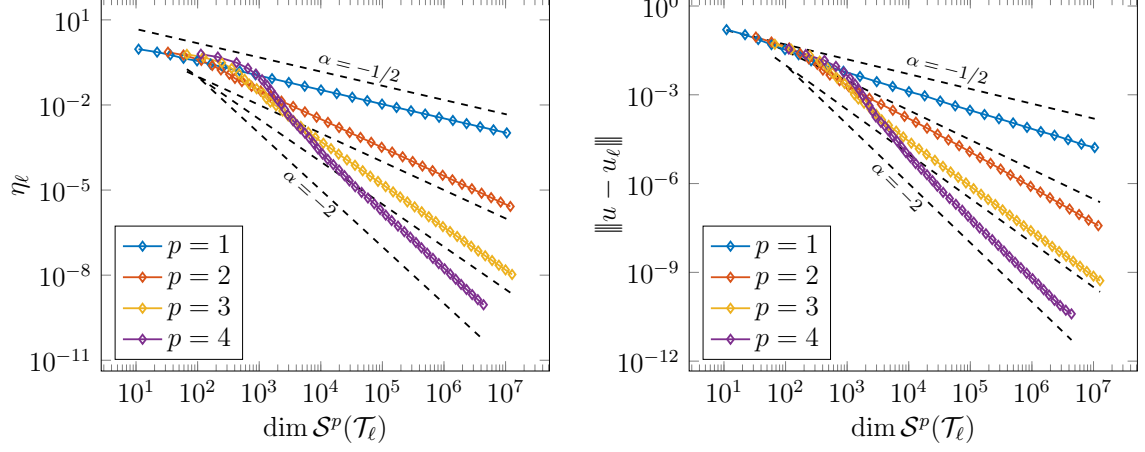 10^1
10^{-2}
10^{-5}
10^{-8}
10^{-11}
η_ℓ
α = −1/2
α = −2
p = 1
p = 2
p = 3
p = 4
10^1 10^2 10^3 10^4 10^5 10^6 10^7
dim 𝒮^p(𝒯_ℓ)
10^0
10^{-3}
10^{-6}
10^{-9}
10^{-12}
|||u − u_ℓ|||
α = −1/2
α = −2
p = 1
p = 2
p = 3
p = 4
10^1 10^2 10^3 10^4 10^5 10^6 10^7
dim 𝒮^p(𝒯_ℓ)